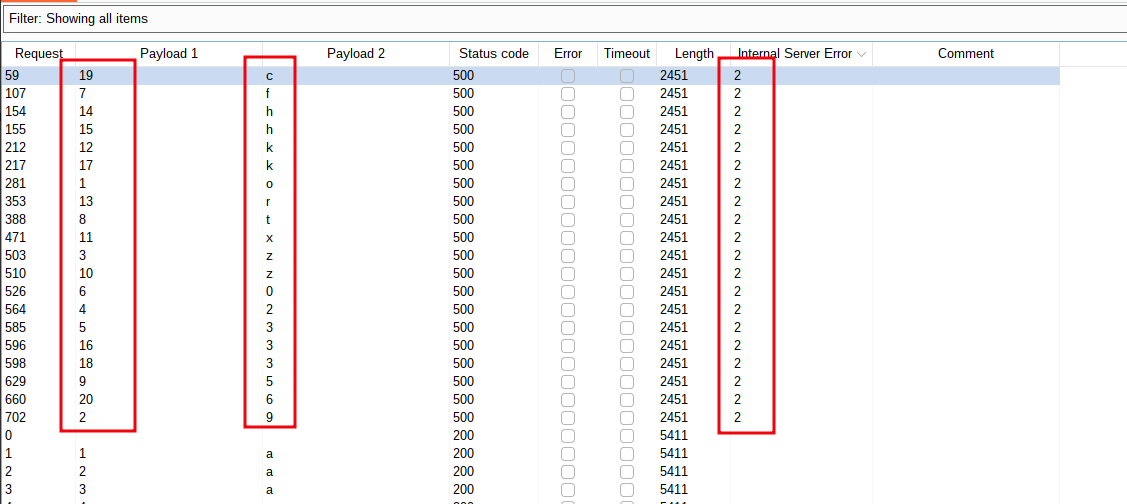 Filter: Showing all items
Request Payload 1 Payload 2 Status code Error Timeout Length Internal Server Error Comment
59 19 c 500 2451 2
107 7 f 500 2451 2
154 14 h 500 2451 2
155 15 h 500 2451 2
212 12 k 500 2451 2
217 17 k 500 2451 2
281 1 o 500 2451 2
353 13 r 500 2451 2
388 8 t 500 2451 2
471 11 x 500 2451 2
503 3 z 500 2451 2
510 10 z 500 2451 2
526 6 0 500 2451 2
564 4 2 500 2451 2
585 5 3 500 2451 2
596 16 3 500 2451 2
598 18 3 500 2451 2
629 9 5 500 2451 2
660 20 6 500 2451 2
702 2 9 500 2451 2
0 200 5411
1 1 a 200 5411
2 2 a 200 5411
3 3 a 200 5411